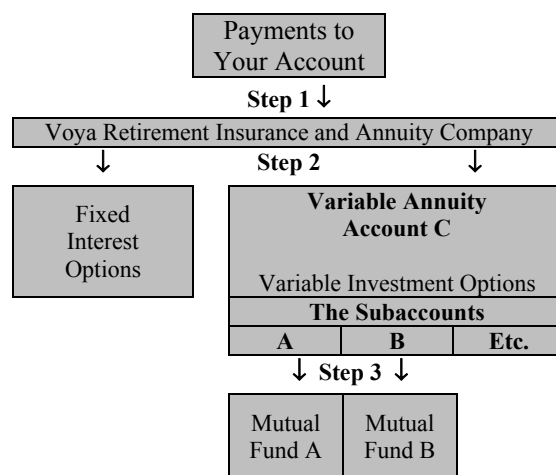 Payments to
Your Account
Step 1 ↓
Voya Retirement Insurance and Annuity Company
↓ Step 2 ↓
Fixed
Interest
Options
Variable Annuity
Account C
Variable Investment Options
The Subaccounts
A B Etc.
↓ Step 3 ↓
Mutual
Fund A
Mutual
Fund B